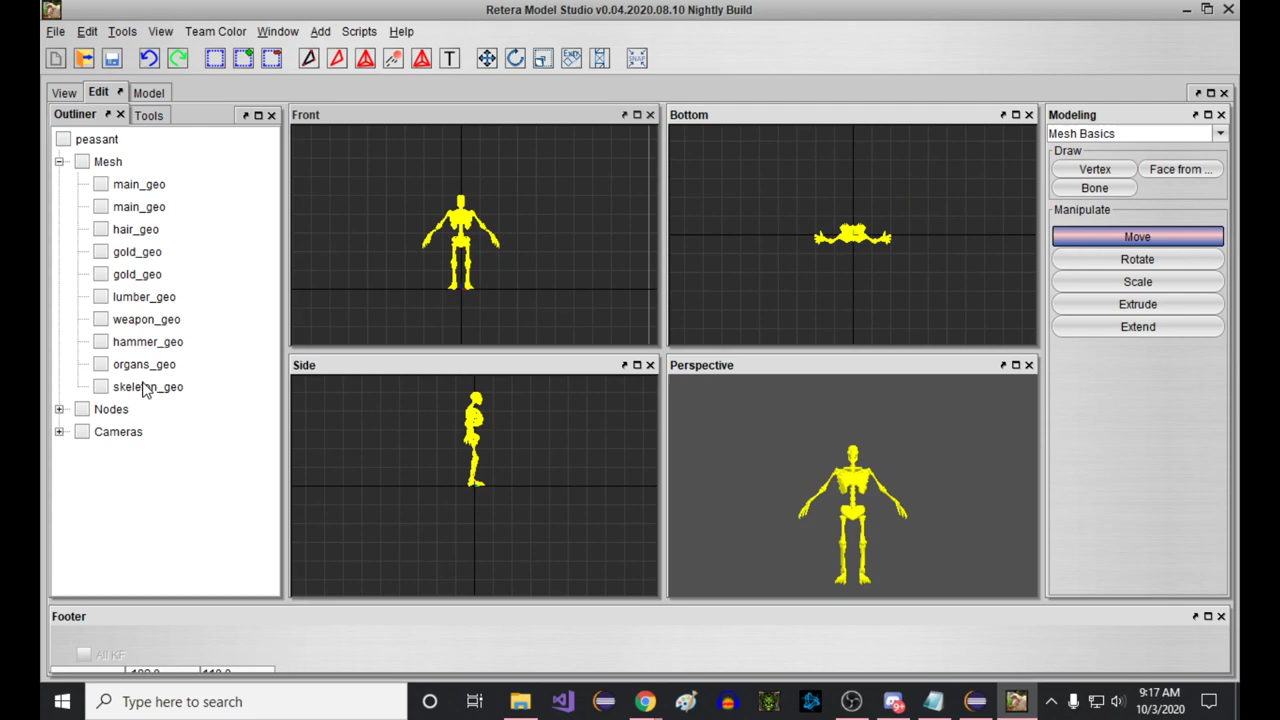 Retera Model Studio v0.04.2020.08.10 Nightly Build
File Edit Tools View Team Color Window Add Scripts Help
T SNAP
View Edit Model
Outliner Tools
Front
Bottom
Modeling
peasant
Mesh
main_geo
main_geo
hair_geo
gold_geo
gold_geo
lumber_geo
weapon_geo
hammer_geo
organs_geo
skeleton_geo
Nodes
Cameras
Side
Perspective
Mesh Basics
Draw
Vertex Face from ...
Bone
Manipulate
Move
Rotate
Scale
Extrude
Extend
Footer
All KF
Type here to search
9:17 AM
10/3/2020